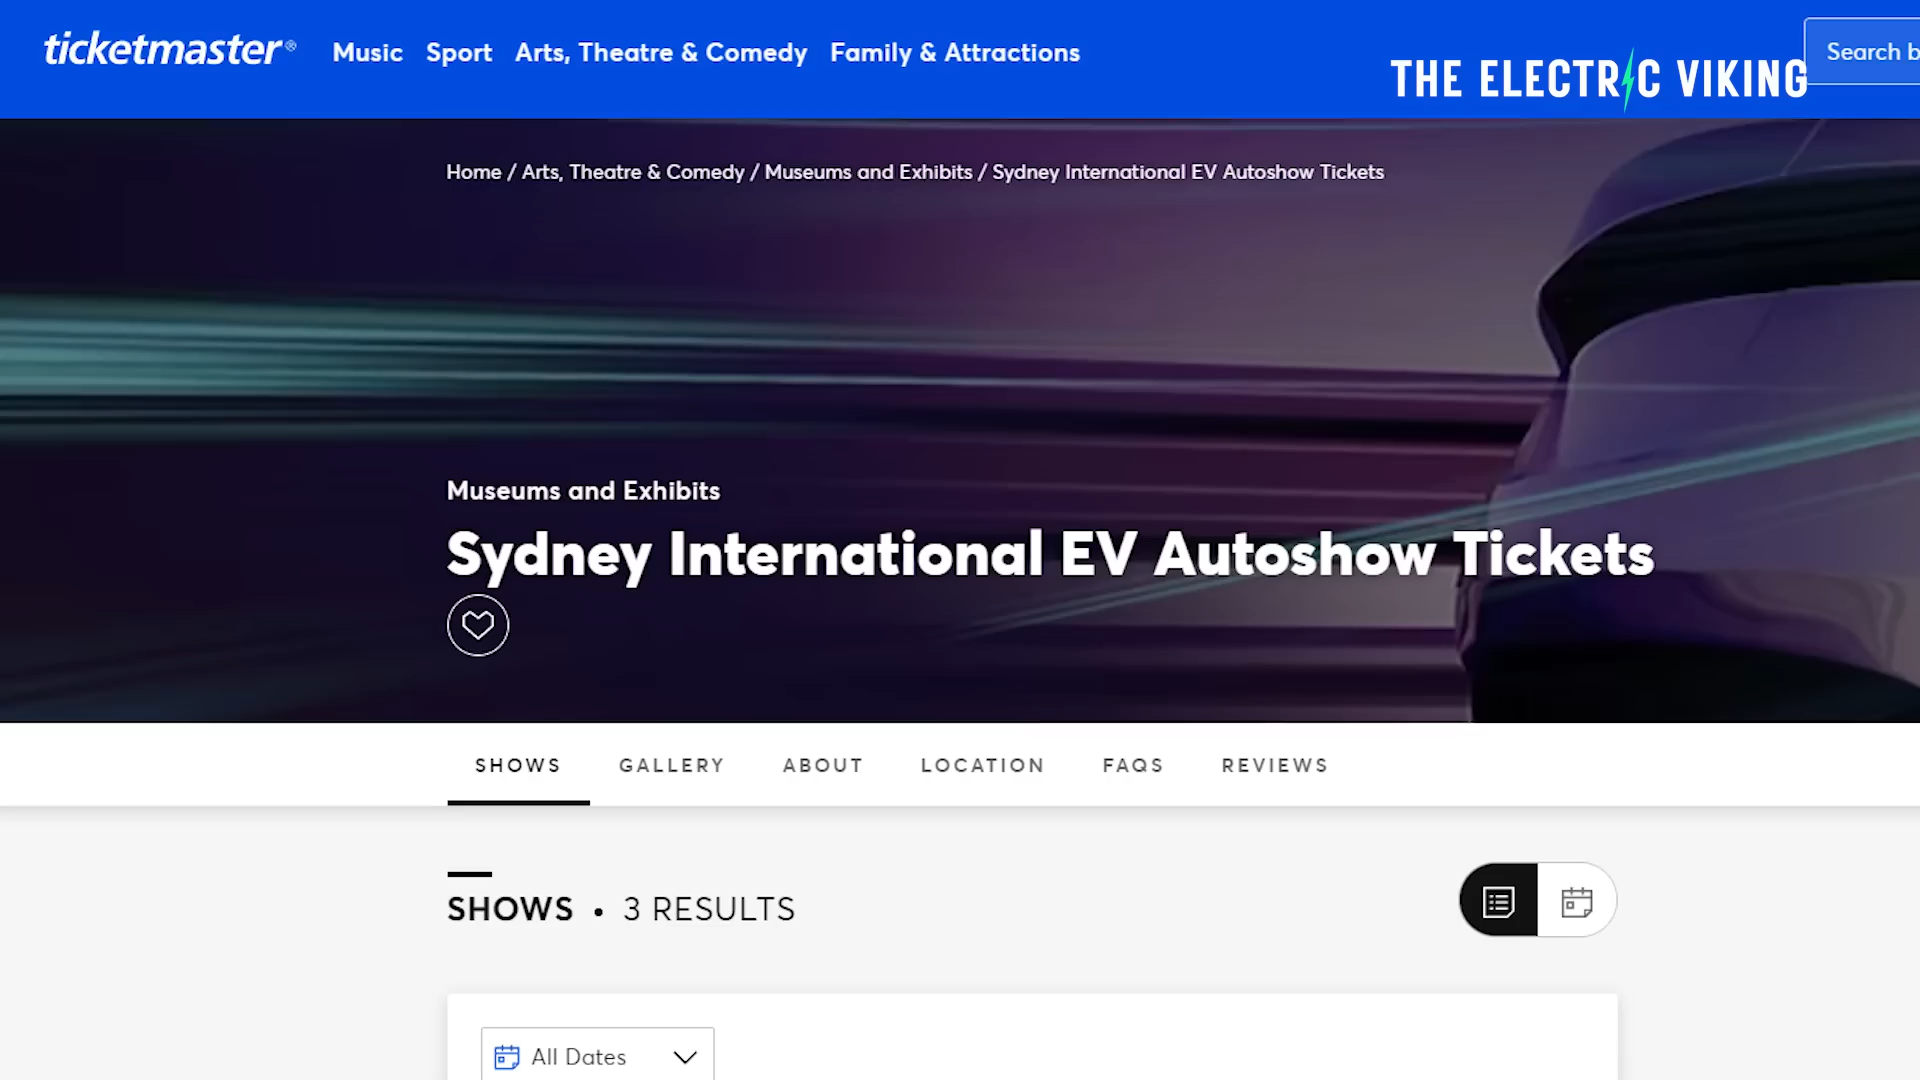 ticketmaster®
Music Sport Arts, Theatre & Comedy Family & Attractions
THE ELECTRIC VIKING
Search b
Home / Arts, Theatre & Comedy / Museums and Exhibits / Sydney International EV Autoshow Tickets
Museums and Exhibits
Sydney International EV Autoshow Tickets
SHOWS GALLERY ABOUT LOCATION FAQS REVIEWS
SHOWS • 3 RESULTS
All Dates